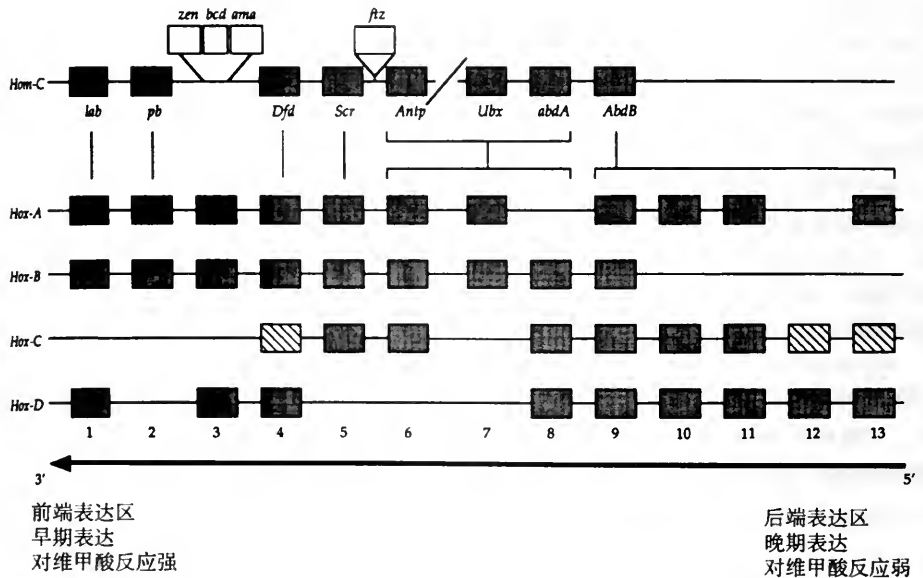 zen bcd ama ftz
Hom-C
lab pb Dfd Scr Antp Ubx abdA AbdB
Hox-A
Hox-B
Hox-C
Hox-D
1 2 3 4 5 6 7 8 9 10 11 12 13
3' 5'
前端表达区
早期表达
对维甲酸反应强
后端表达区
晚期表达
对维甲酸反应弱